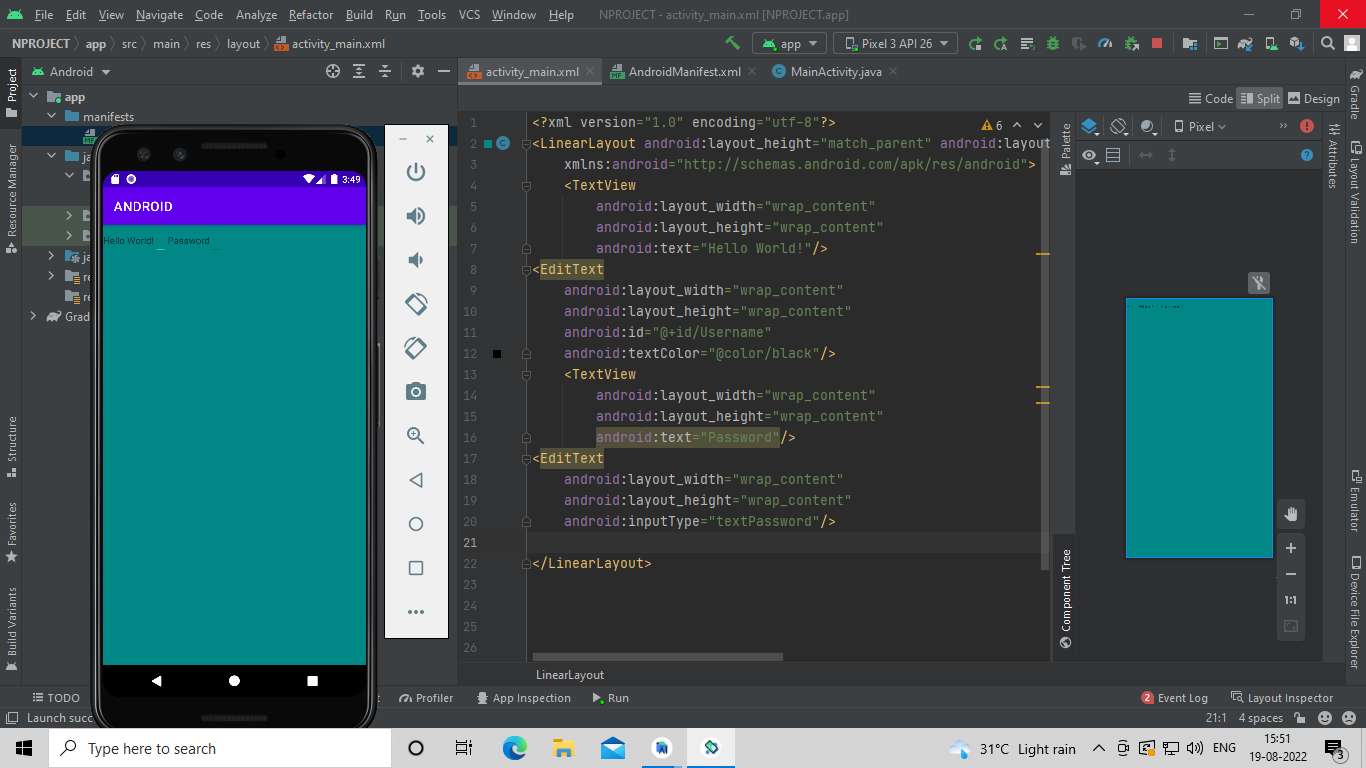 File Edit View Navigate Code Analyze Refactor Build Run Tools VCS Window Help NPROJECT - activity_main.xml [NPROJECT.app]
NPROJECT app src main res layout activity_main.xml app Pixel 3 API 26
Android activity_main.xml AndroidManifest.xml MainActivity.java
Project
Resource Manager
Structure
Favorites
Build Variants
app
manifests
ja
ja
re
re
Grad
3:49
ANDROID
Hello World! Password
Code Split Design
1 <?xml version="1.0" encoding="utf-8"?>
2 <LinearLayout android:layout_height="match_parent" android:layout
3 xmlns:android="http://schemas.android.com/apk/res/android">
4 <TextView
5 android:layout_width="wrap_content"
6 android:layout_height="wrap_content"
7 android:text="Hello World!"/>
8 <EditText
9 android:layout_width="wrap_content"
10 android:layout_height="wrap_content"
11 android:id="@+id/Username"
12 android:textColor="@color/black"/>
13 <TextView
14 android:layout_width="wrap_content"
15 android:layout_height="wrap_content"
16 android:text="Password"/>
17 <EditText
18 android:layout_width="wrap_content"
19 android:layout_height="wrap_content"
20 android:inputType="textPassword"/>
21
22 </LinearLayout>
23
24
25
26
6
Palette
Component Tree
Pixel
1:1
Attributes
Gradle
Layout Validation
Emulator
Device File Explorer
LinearLayout
TODO Profiler App Inspection Run 2 Event Log Layout Inspector
Launch succ 21:1 4 spaces
Type here to search 31°C Light rain ENG 15:51
19-08-2022 3